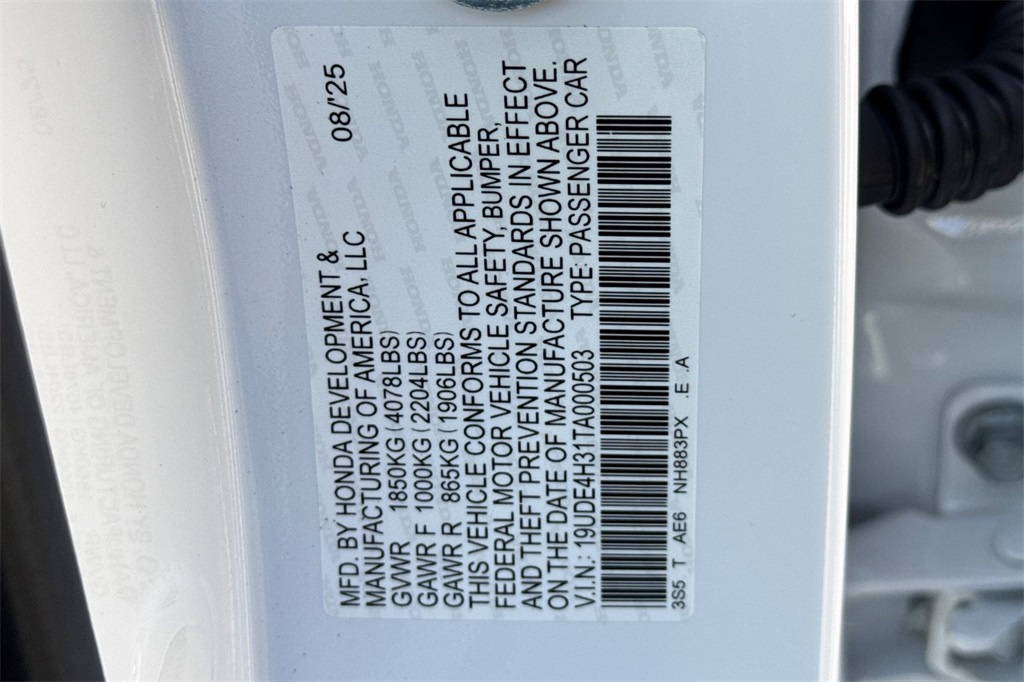 MFD. BY HONDA DEVELOPMENT & 08/'25
MANUFACTURING OF AMERICA, LLC
GVWR 1850KG (4078LBS)
GAWR F 1000KG (2204LBS)
GAWR R 865KG (1906LBS)
THIS VEHICLE CONFORMS TO ALL APPLICABLE
FEDERAL MOTOR VEHICLE SAFETY, BUMPER,
AND THEFT PREVENTION STANDARDS IN EFFECT
ON THE DATE OF MANUFACTURE SHOWN ABOVE.
V.I.N.: 19UDE4H31TA000503 TYPE: PASSENGER CAR
3S5 T AE6 NH883PX .E .A